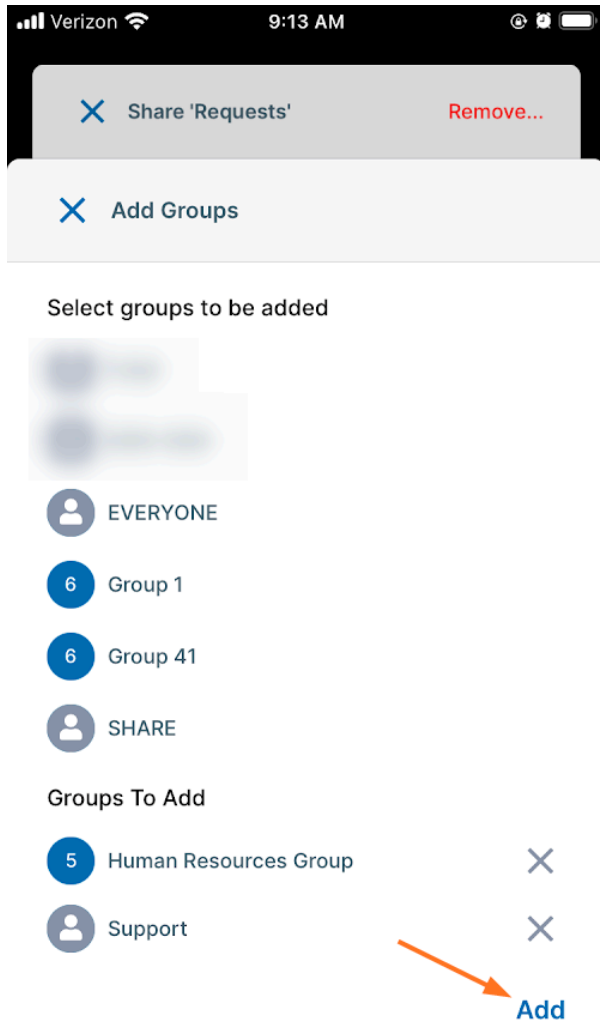 Verizon 9:13 AM
Share 'Requests' Remove...
Add Groups
Select groups to be added
EVERYONE
6 Group 1
6 Group 41
SHARE
Groups To Add
5 Human Resources Group
Support
Add